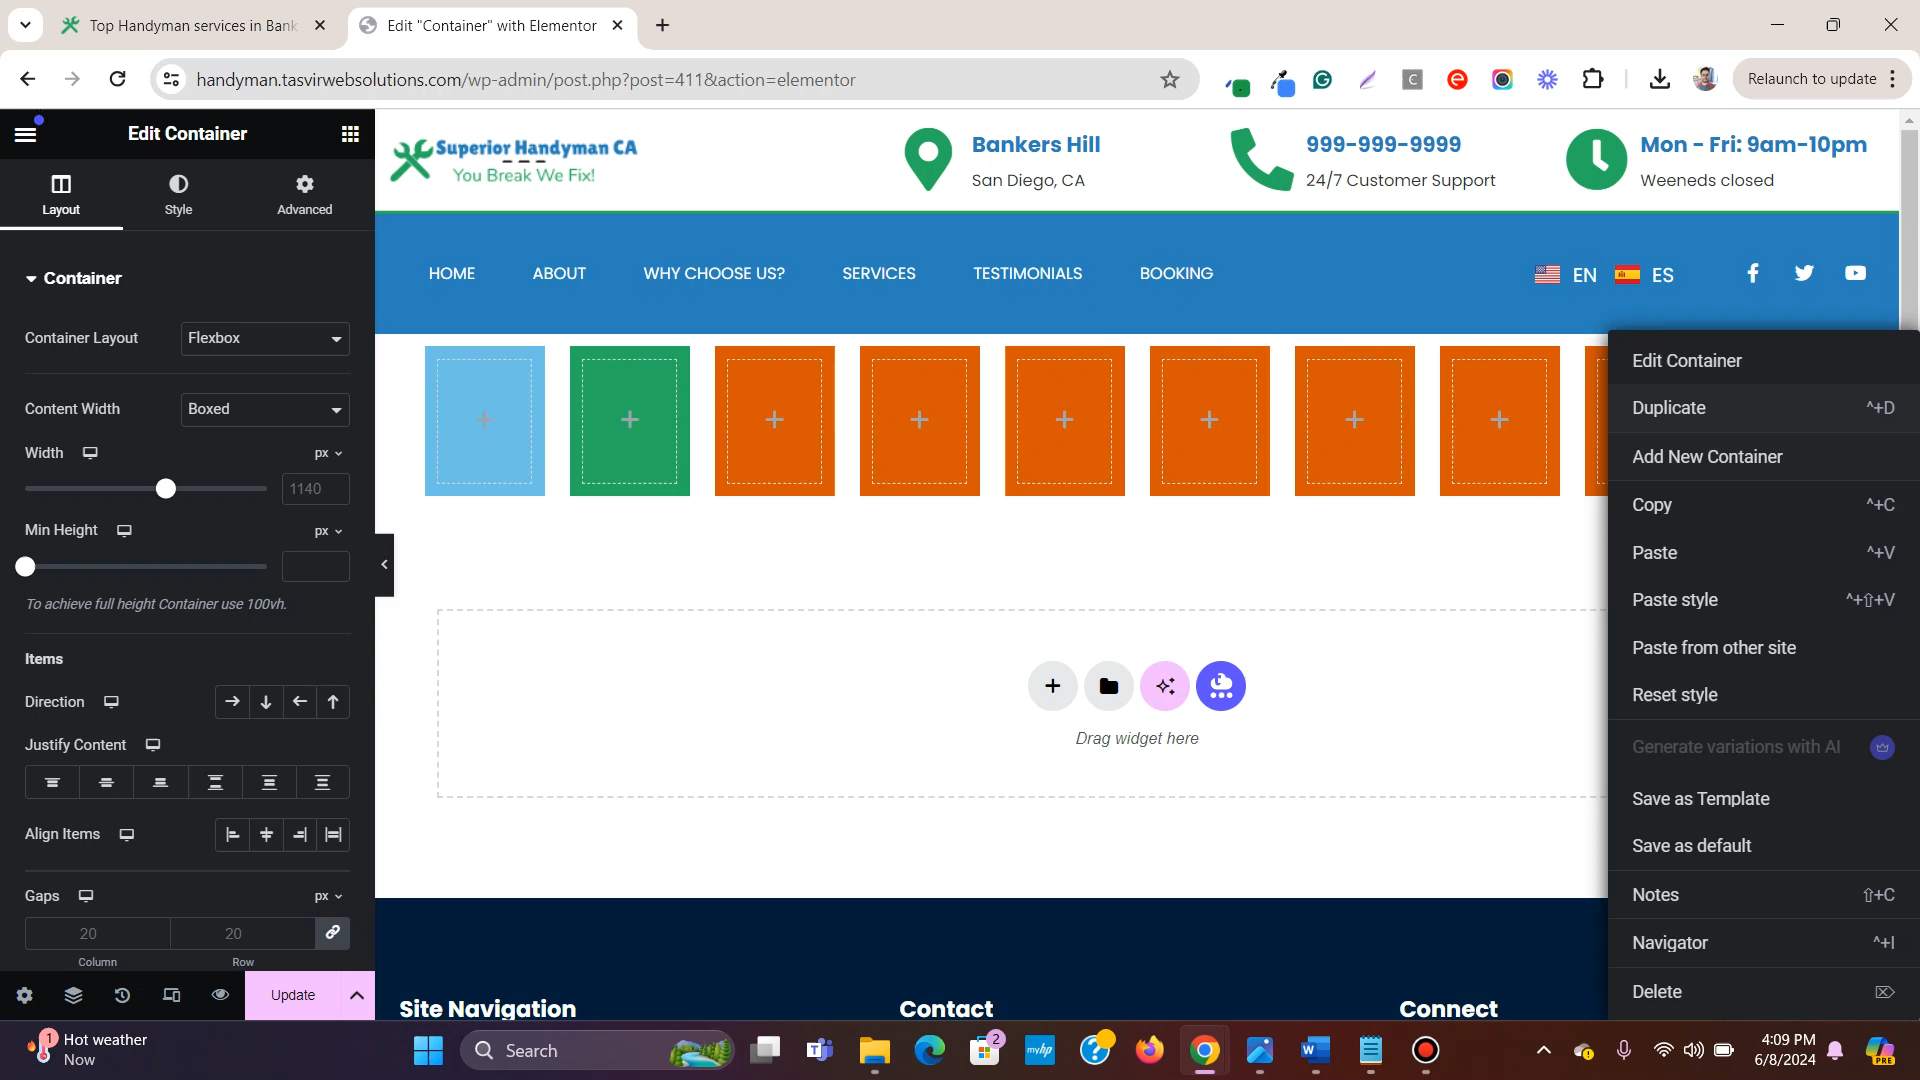 Top Handyman services in Bank
Edit "Container" with Elementor
handyman.tasvirwebsolutions.com/wp-admin/post.php?post=411&action=elementor
Relaunch to update
Edit Container
Layout
Style
Advanced
Container
Container Layout
Flexbox
Content Width
Boxed
Width
px
1140
Min Height
px
To achieve full height Container use 100vh.
Items
Direction
Justify Content
Align Items
Gaps
px
20
20
Column
Row
Update
Superior Handyman CA
You Break We Fix!
Bankers Hill
San Diego, CA
999-999-9999
24/7 Customer Support
Mon - Fri: 9am-10pm
Weeneds closed
HOME
ABOUT
WHY CHOOSE US?
SERVICES
TESTIMONIALS
BOOKING
EN
ES
Drag widget here
Site Navigation
Contact
Connect
Edit Container
Duplicate ^+D
Add New Container
Copy ^+C
Paste ^+V
Paste style ^+⇧+V
Paste from other site
Reset style
Generate variations with AI
Save as Template
Save as default
Notes ⇧+C
Navigator ^+I
Delete ⌦
1
Hot weather
Now
Search
2
myhp
4:09 PM
6/8/2024
PRE